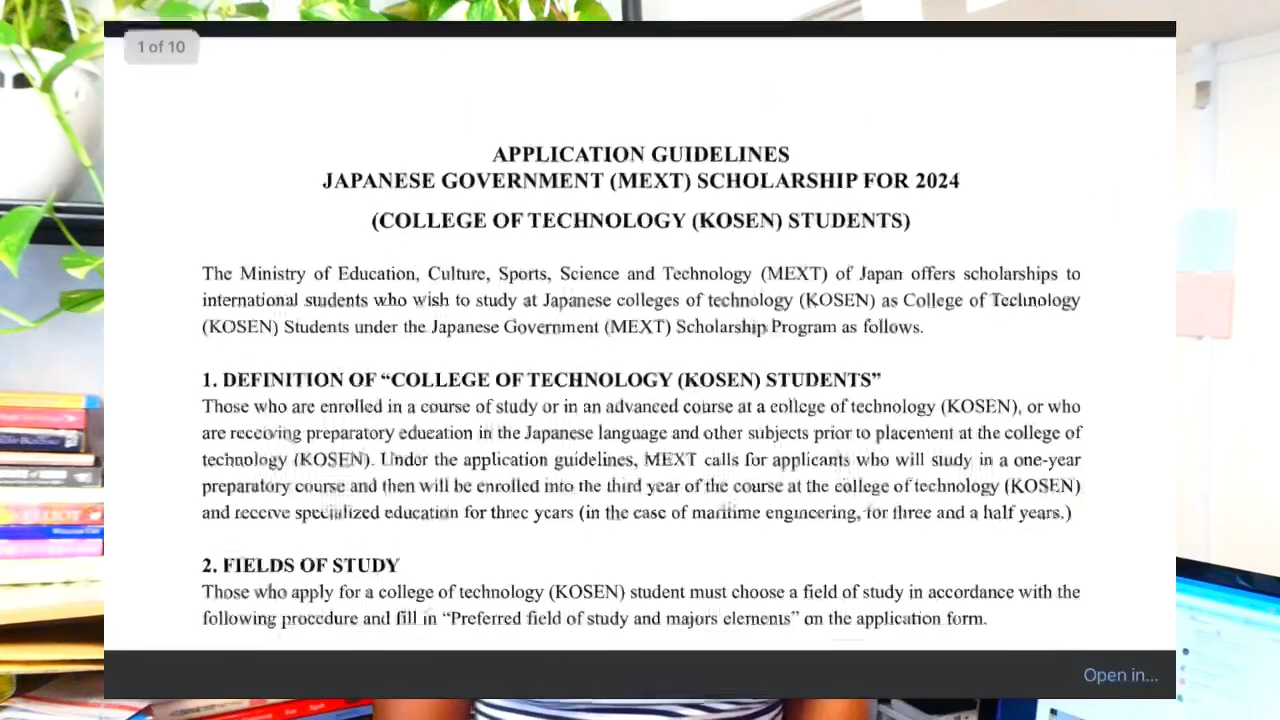 1 of 10
APPLICATION GUIDELINES
JAPANESE GOVERNMENT (MEXT) SCHOLARSHIP FOR 2024
(COLLEGE OF TECHNOLOGY (KOSEN) STUDENTS)
The Ministry of Education, Culture, Sports, Science and Technology (MEXT) of Japan offers scholarships to
international students who wish to study at Japanese colleges of technology (KOSEN) as College of Technology
(KOSEN) Students under the Japanese Government (MEXT) Scholarship Program as follows.
1. DEFINITION OF “COLLEGE OF TECHNOLOGY (KOSEN) STUDENTS”
Those who are enrolled in a course of study or in an advanced course at a college of technology (KOSEN), or who
are receiving preparatory education in the Japanese language and other subjects prior to placement at the college of
technology (KOSEN). Under the application guidelines, MEXT calls for applicants who will study in a one-year
preparatory course and then will be enrolled into the third year of the course at the college of technology (KOSEN)
and receive specialized education for three years (in the case of maritime engineering, for three and a half years.)
2. FIELDS OF STUDY
Those who apply for a college of technology (KOSEN) student must choose a field of study in accordance with the
following procedure and fill in “Preferred field of study and majors elements” on the application form.
Open in...